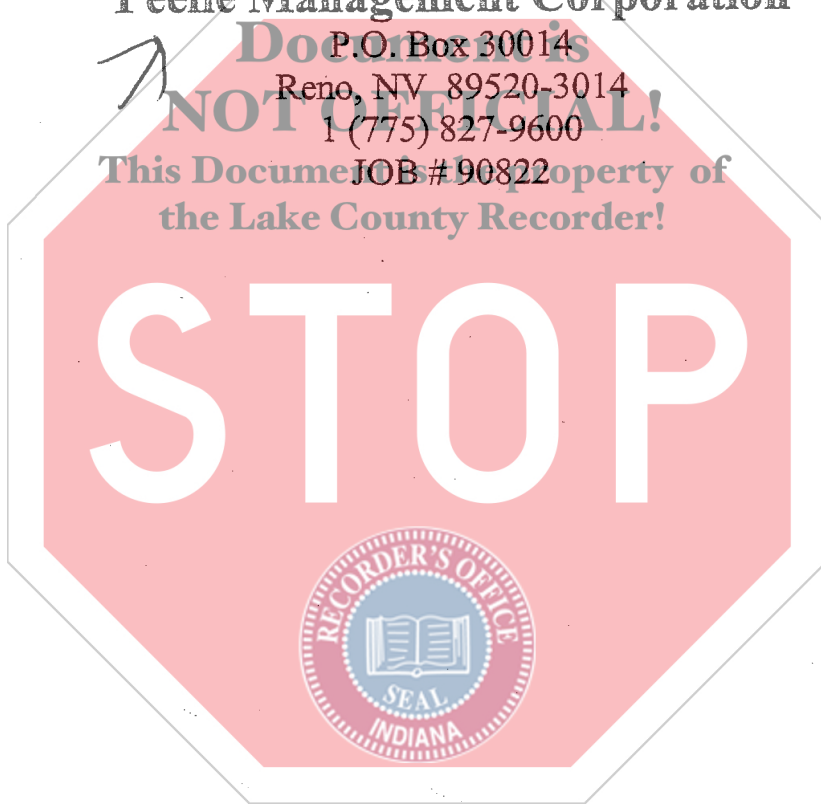 Management Corporation
Document is
P.O. Box 30014
Reno, NV 89520-3014
NOT OFFICIAL!
1 (775) 827-9600
This Document is the property of
JOB # 90822
the Lake County Recorder!
STOP
RECORDER'S OFFICE
SEAL
INDIANA